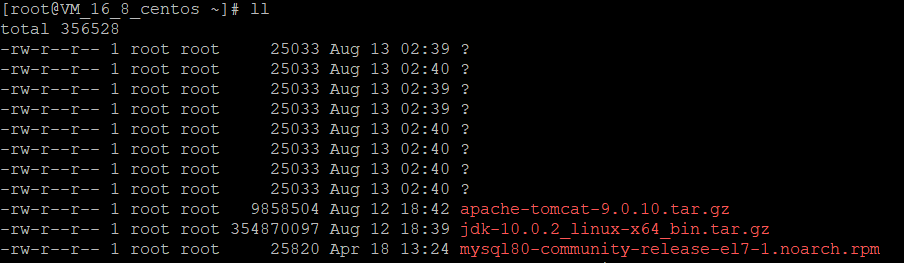 [root@VM_16_8_centos ~]# ll
total 356528
-rw-r--r-- 1 root root     25033 Aug 13 02:39 ?
-rw-r--r-- 1 root root     25033 Aug 13 02:40 ?
-rw-r--r-- 1 root root     25033 Aug 13 02:39 ?
-rw-r--r-- 1 root root     25033 Aug 13 02:39 ?
-rw-r--r-- 1 root root     25033 Aug 13 02:40 ?
-rw-r--r-- 1 root root     25033 Aug 13 02:40 ?
-rw-r--r-- 1 root root     25033 Aug 13 02:40 ?
-rw-r--r-- 1 root root     25033 Aug 13 02:39 ?
-rw-r--r-- 1 root root   9858504 Aug 12 18:42 apache-tomcat-9.0.10.tar.gz
-rw-r--r-- 1 root root 354870097 Aug 12 18:39 jdk-10.0.2_linux-x64_bin.tar.gz
-rw-r--r-- 1 root root     25820 Apr 18 13:24 mysql80-community-release-el7-1.noarch.rpm